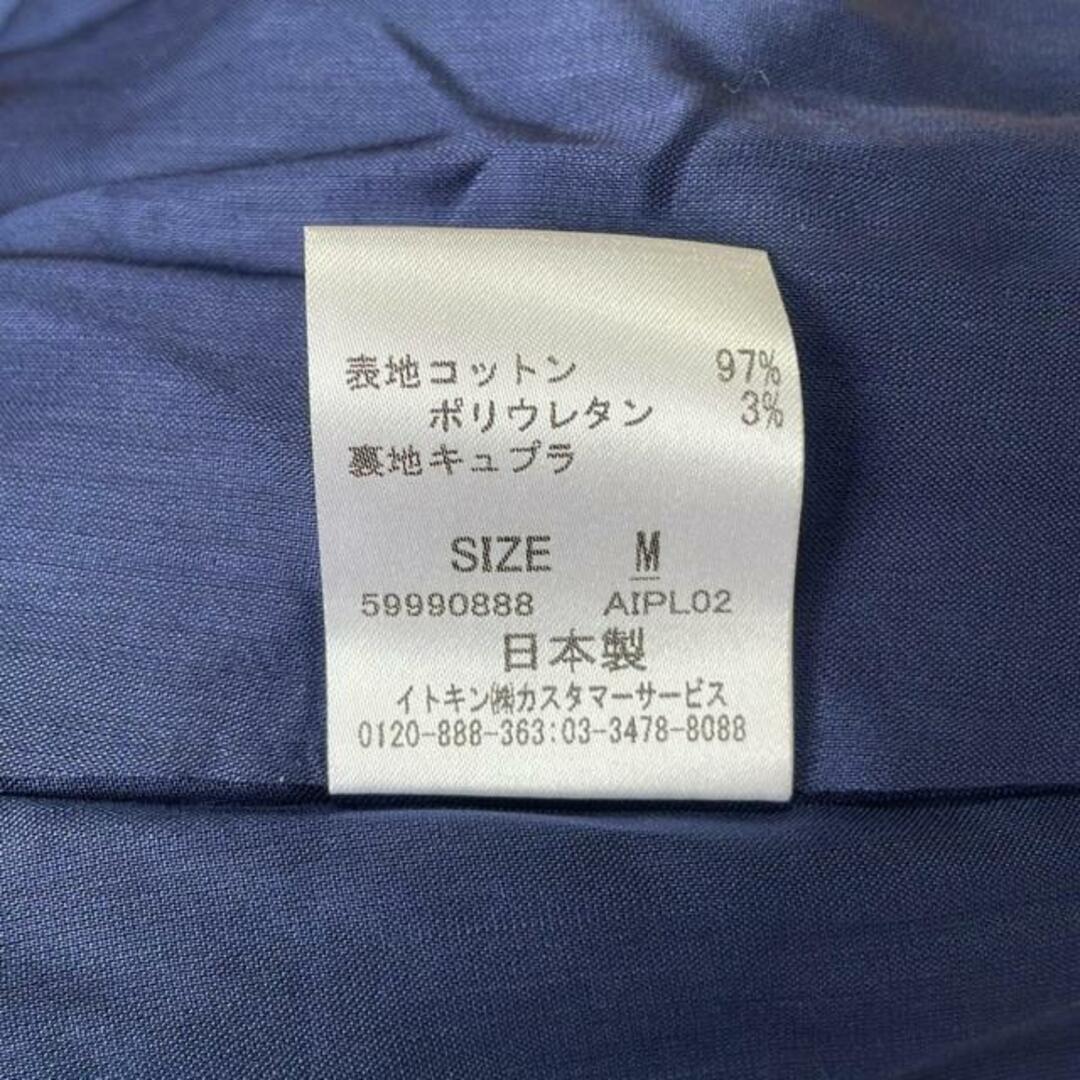 表地コットン 97%
ポリウレタン 3%
裏地キュプラ
SIZE M
59990888 AIPL02
日本製
イトキン㈱カスタマーサービス
0120-888-363:03-3478-8088